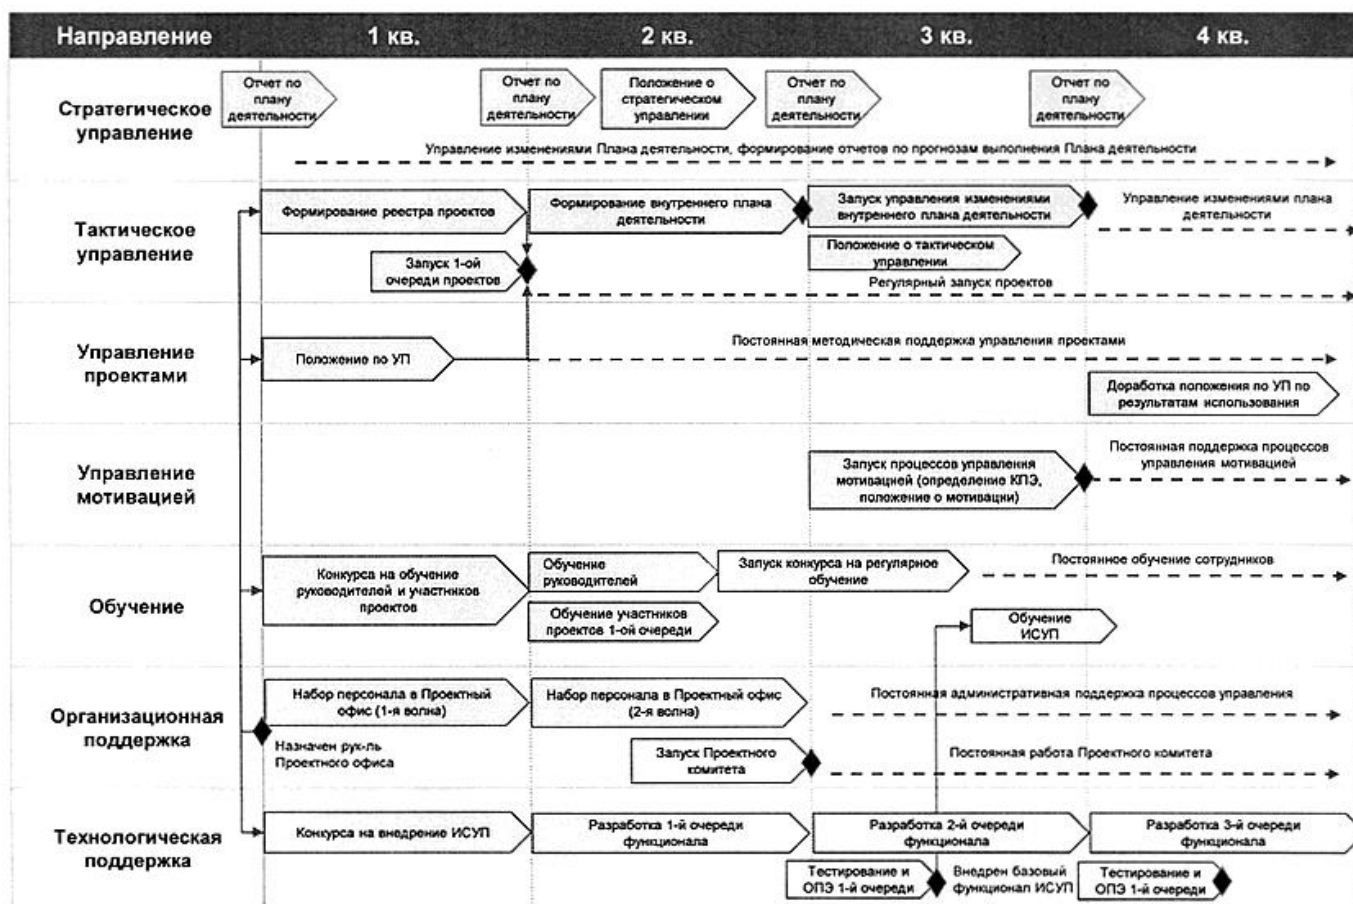 Направление 1 кв. 2 кв. 3 кв. 4 кв.
Стратегическое
управление
Отчет по
плану
деятельности
Отчет по
плану
деятельности
Положение о
стратегическом
управлении
Отчет по
плану
деятельности
Отчет по
плану
деятельности
Управление изменениями Плана деятельности, формирование отчетов по прогнозам выполнения Плана деятельности
Тактическое
управление
Формирование реестра проектов
Формирование внутреннего плана
деятельности
Запуск управления изменениями
внутреннего плана деятельности
Управление изменениями плана
деятельности
Запуск 1-ой
очереди проектов
Положение о тактическом
управлении
Регулярный запуск проектов
Управление
проектами
Положение по УП
Постоянная методическая поддержка управления проектами
Доработка положения по УП по
результатам использования
Управление
мотивацией
Запуск процессов управления
мотивацией (определение КПЭ,
положение о мотивации)
Постоянная поддержка процессов
управления мотивацией
Обучение
Конкурса на обучение
руководителей и участников
проектов
Обучение
руководителей
Запуск конкурса на регулярное
обучение
Постоянное обучение сотрудников
Обучение участников
проектов 1-ой очереди
Обучение
ИСУП
Организационная
поддержка
Набор персонала в Проектный
офис (1-я волна)
Набор персонала в Проектный офис
(2-я волна)
Постоянная административная поддержка процессов управления
Назначен рук-ль
Проектного офиса
Запуск Проектного
комитета
Постоянная работа Проектного комитета
Технологическая
поддержка
Конкурса на внедрение ИСУП
Разработка 1-й очереди
функционала
Разработка 2-й очереди
функционала
Разработка 3-й очереди
функционала
Тестирование и
ОПЭ 1-й очереди
Внедрен базовый
функционал ИСУП
Тестирование и
ОПЭ 1-й очереди